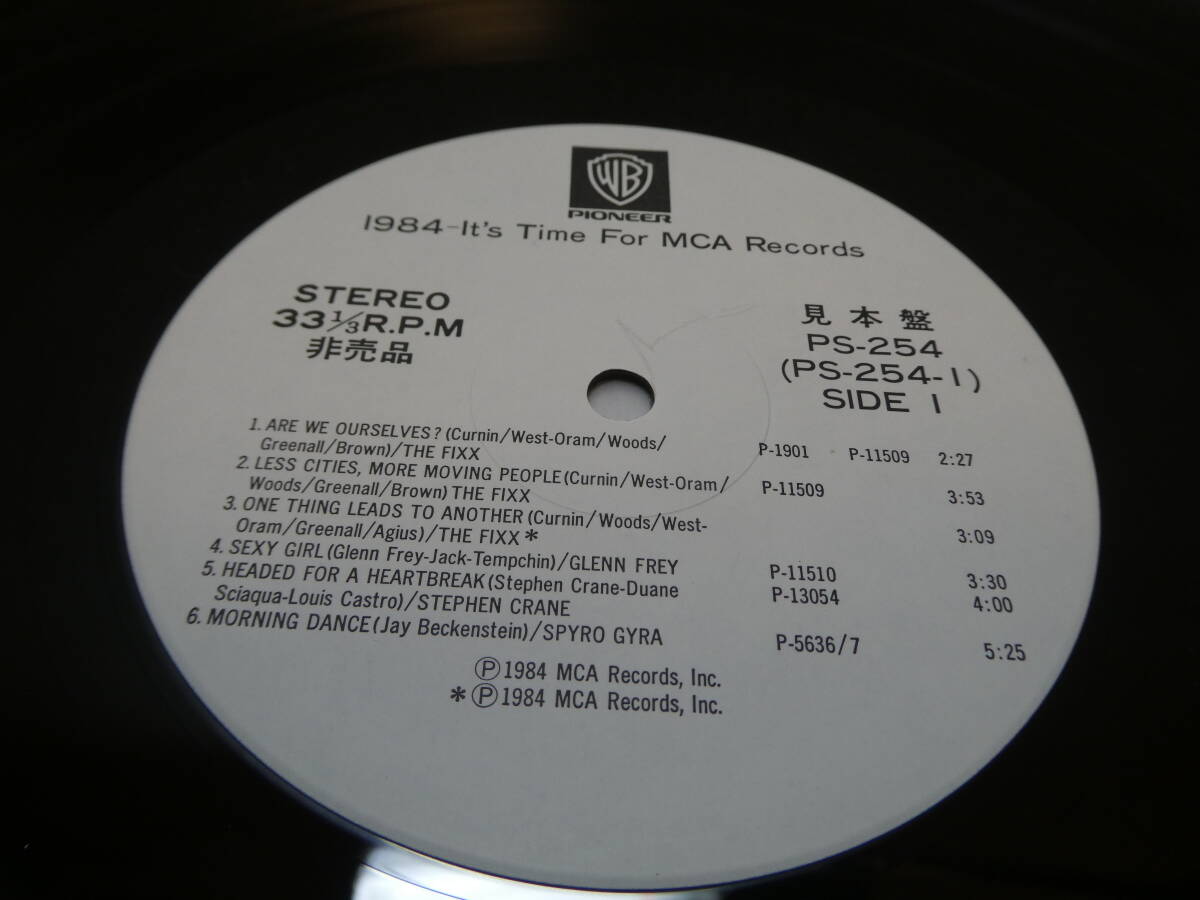 WB
PIONEER
1984-It's Time For MCA Records
STEREO
33 1/3 R.P.M
非売品
見本盤
PS-254
(PS-254-1)
SIDE 1
1. ARE WE OURSELVES? (Curnin/West-Oram/Woods/
Greenall/Brown)/THE FIXX P-1901 P-11509 2:27
2. LESS CITIES, MORE MOVING PEOPLE (Curnin/West-Oram/
Woods/Greenall/Brown) THE FIXX P-11509 3:53
3. ONE THING LEADS TO ANOTHER (Curnin/Woods/West-
Oram/Greenall/Agius)/THE FIXX * 3:09
4. SEXY GIRL (Glenn Frey-Jack-Tempchin)/GLENN FREY P-11510 3:30
5. HEADED FOR A HEARTBREAK (Stephen Crane-Duane
Sciaqua-Louis Castro)/STEPHEN CRANE P-13054 4:00
6. MORNING DANCE (Jay Beckenstein)/SPYRO GYRA P-5636/7 5:25
Ⓟ1984 MCA Records, Inc.
*Ⓟ1984 MCA Records, Inc.